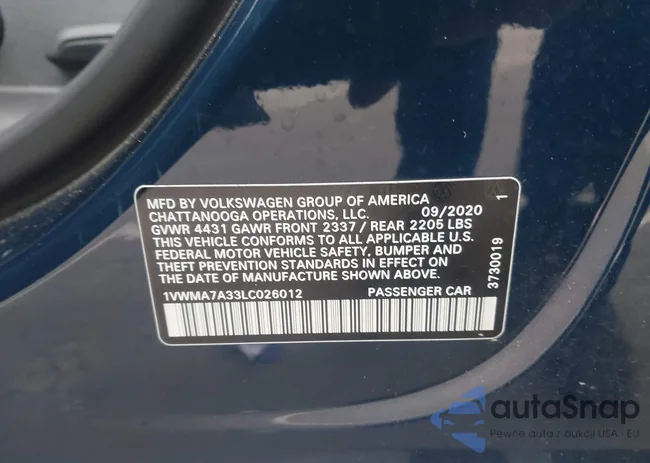 MFD BY VOLKSWAGEN GROUP OF AMERICA
CHATTANOOGA OPERATIONS, LLC. 09/2020
GVWR 4431 GAWR FRONT 2337 / REAR 2205 LBS
THIS VEHICLE CONFORMS TO ALL APPLICABLE U.S.
FEDERAL MOTOR VEHICLE SAFETY, BUMPER AND
THEFT PREVENTION STANDARDS IN EFFECT ON
THE DATE OF MANUFACTURE SHOWN ABOVE.
1VWMA7A33LC026012 PASSENGER CAR
3730019 1
autoSnap
Pewne auta z aukcji USA - EU